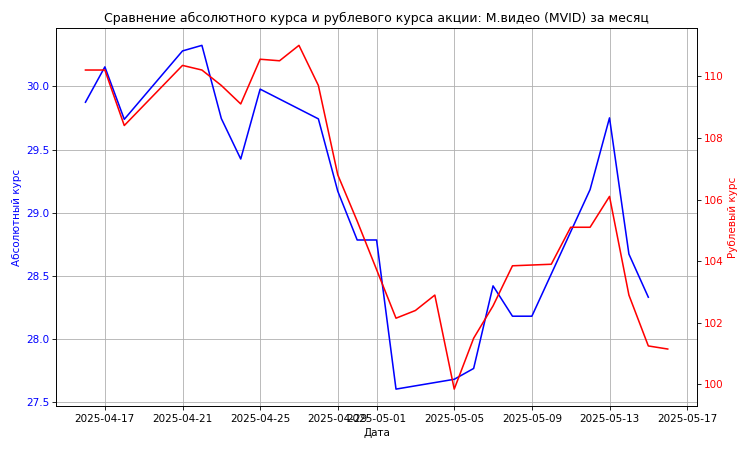 Сравнение абсолютного курса и рублевого курса акции: М.видео (MVID) за месяц
Абсолютный курс
30.0
29.5
29.0
28.5
28.0
27.5
110
108
106
104
102
100
Рублевый курс
2025-04-17 2025-04-21 2025-04-25 2025-04-29 2025-05-01 2025-05-05 2025-05-09 2025-05-13 2025-05-17
Дата